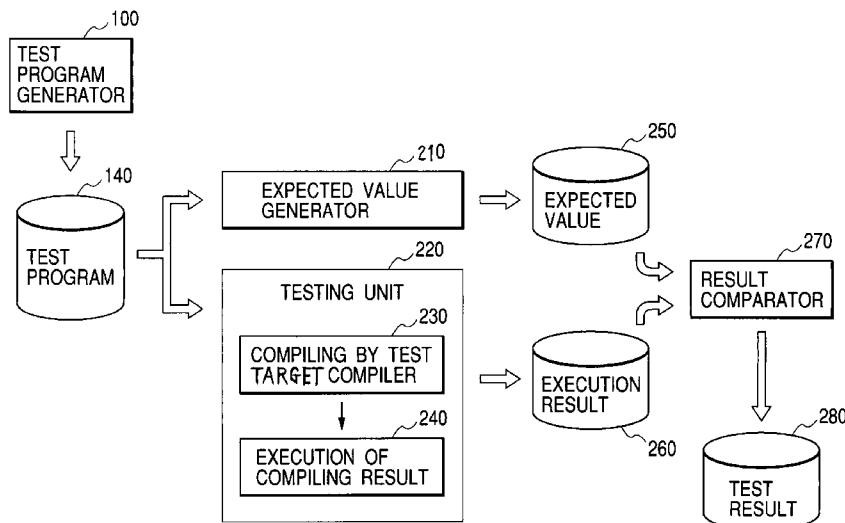 100
TEST
PROGRAM
GENERATOR
140
TEST
PROGRAM
210
EXPECTED VALUE
GENERATOR
220
TESTING UNIT
230
COMPILING BY TEST
TARGET COMPILER
240
EXECUTION OF
COMPILING RESULT
250
EXPECTED
VALUE
EXECUTION
RESULT
260
270
RESULT
COMPARATOR
280
TEST
RESULT